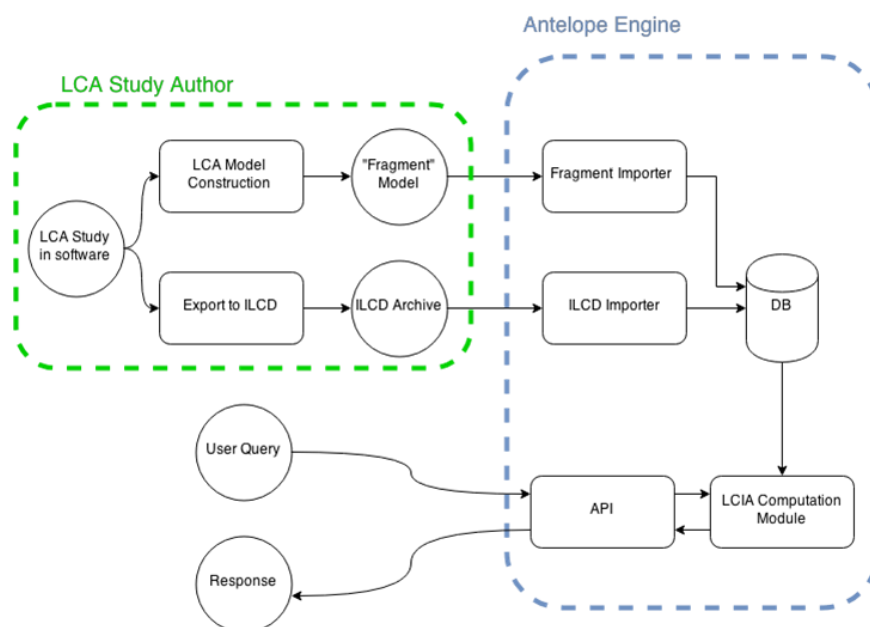 Antelope Engine
LCA Study Author
LCA Model
Construction
"Fragment"
Model
Fragment Importer
LCA Study
in software
Export to ILCD
ILCD Archive
ILCD Importer
DB
User Query
API
LCIA Computation
Module
Response